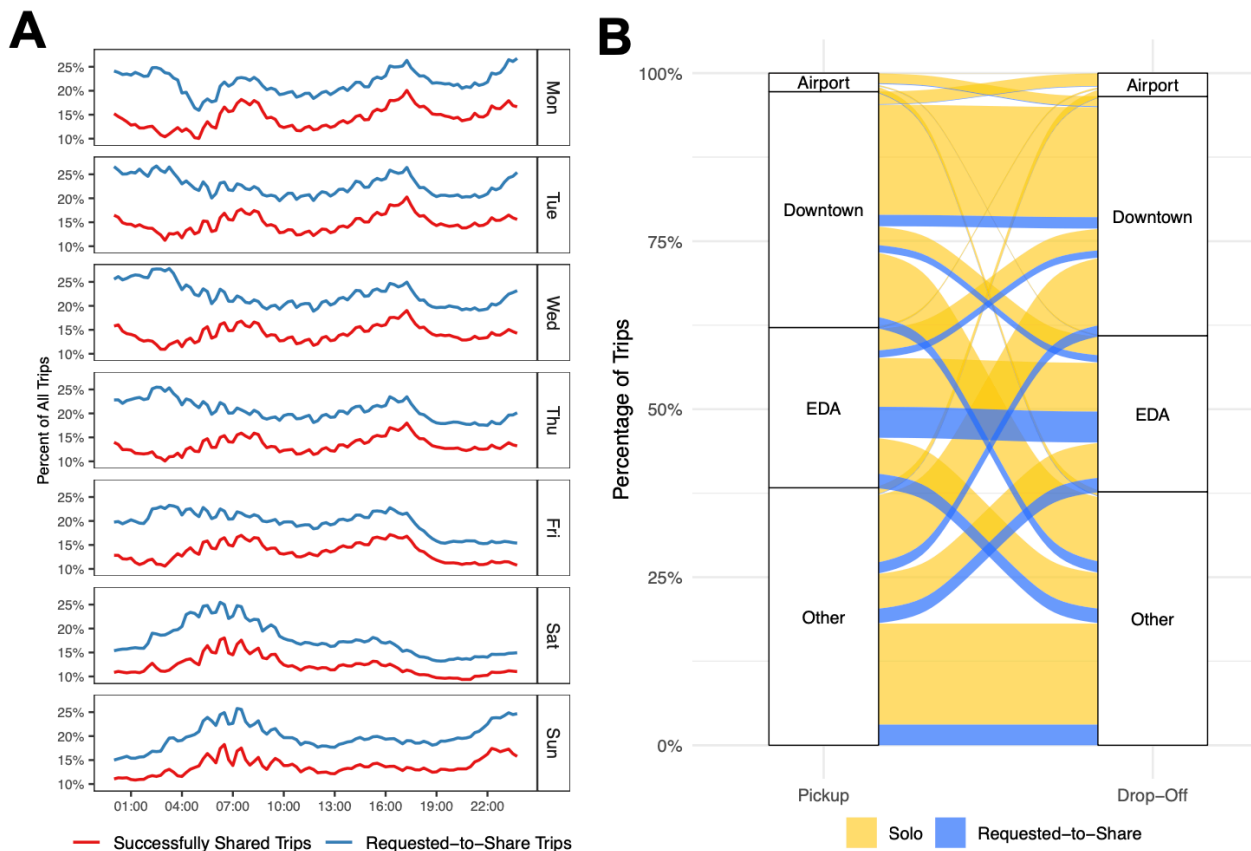 A
Percent of All Trips
25%
20%
15%
10%
Mon
25%
20%
15%
10%
Tue
25%
20%
15%
10%
Wed
25%
20%
15%
10%
Thu
25%
20%
15%
10%
Fri
25%
20%
15%
10%
Sat
25%
20%
15%
10%
Sun
01:00 04:00 07:00 10:00 13:00 16:00 19:00 22:00
Successfully Shared Trips Requested-to-Share Trips
B
Percentage of Trips
100%
75%
50%
25%
0%
Airport
Downtown
EDA
Other
Airport
Downtown
EDA
Other
Pickup Drop-Off
Solo Requested-to-Share